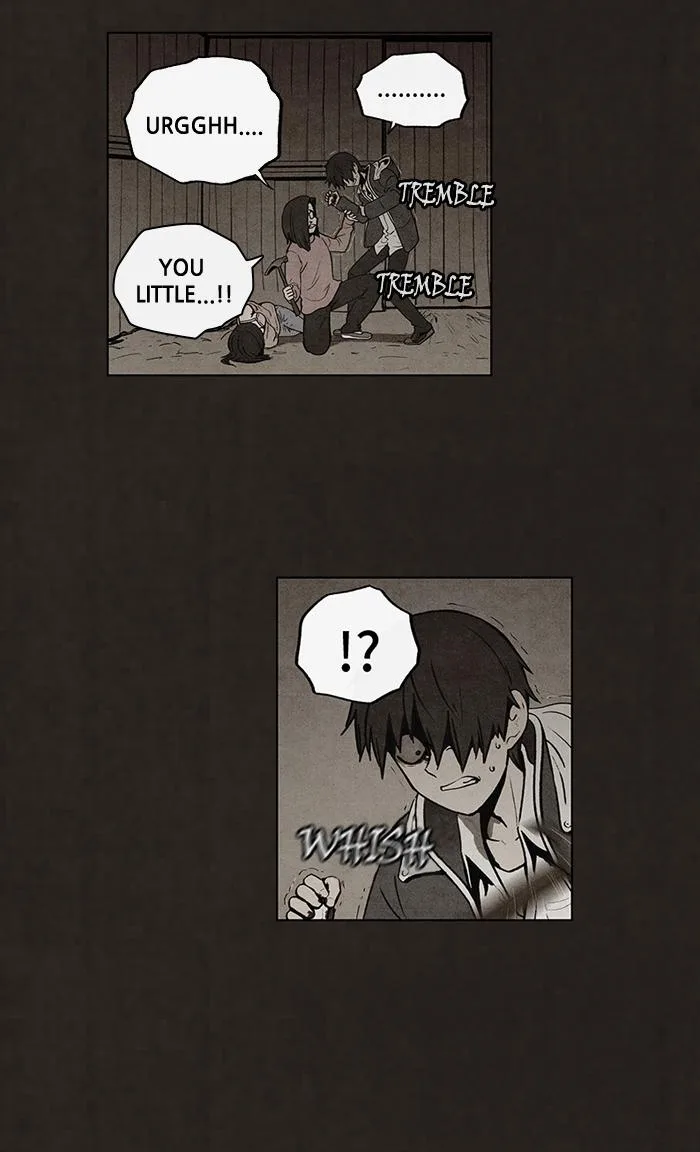 URGGHH....
..........
TREMBLE
YOU
LITTLE...!!
TREMBLE
!?
WHISH